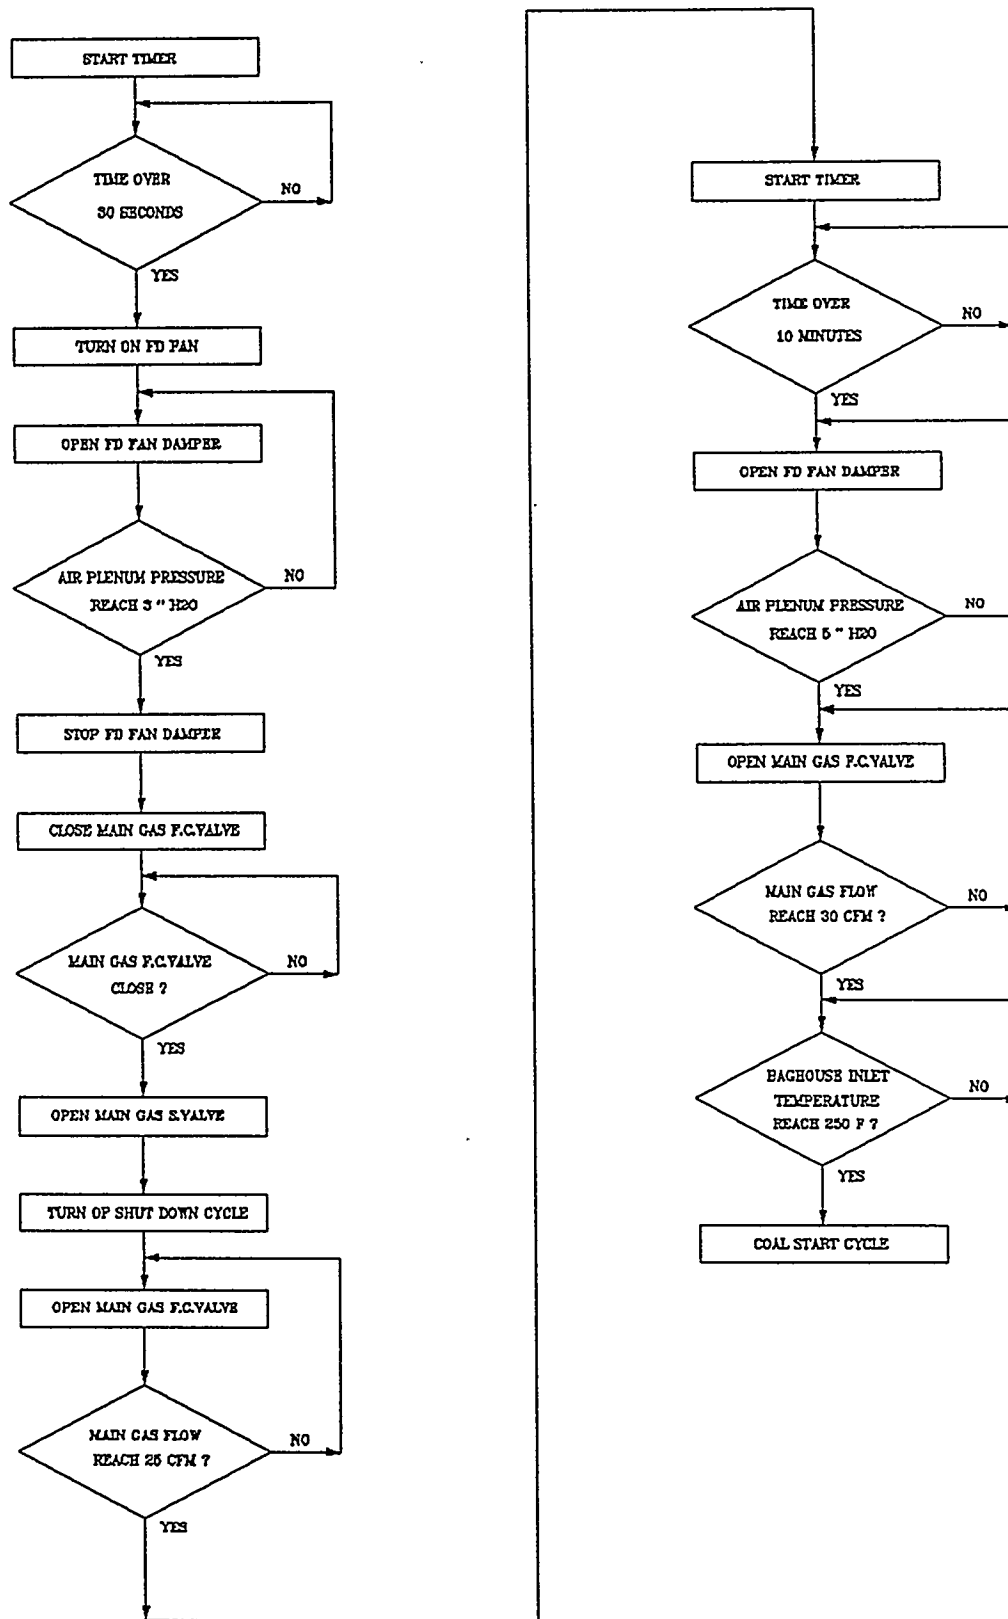 START TIMER
TIME OVER
30 SECONDS
NO
YES
TURN ON FD FAN
OPEN FD FAN DAMPER
AIR PLENUM PRESSURE
REACH 3 " H2O
NO
YES
STOP FD FAN DAMPER
CLOSE MAIN GAS F.C.VALVE
MAIN GAS F.C.VALVE
CLOSE ?
NO
YES
OPEN MAIN GAS S.VALVE
TURN OF SHUT DOWN CYCLE
OPEN MAIN GAS F.C.VALVE
MAIN GAS FLOW
REACH 25 CFM ?
NO
YES
START TIMER
TIME OVER
10 MINUTES
NO
YES
OPEN FD FAN DAMPER
AIR PLENUM PRESSURE
REACH 5 " H2O
NO
YES
OPEN MAIN GAS F.C.VALVE
MAIN GAS FLOW
REACH 30 CFM ?
NO
YES
BAGHOUSE INLET
TEMPERATURE
REACH 250 F ?
NO
YES
COAL START CYCLE